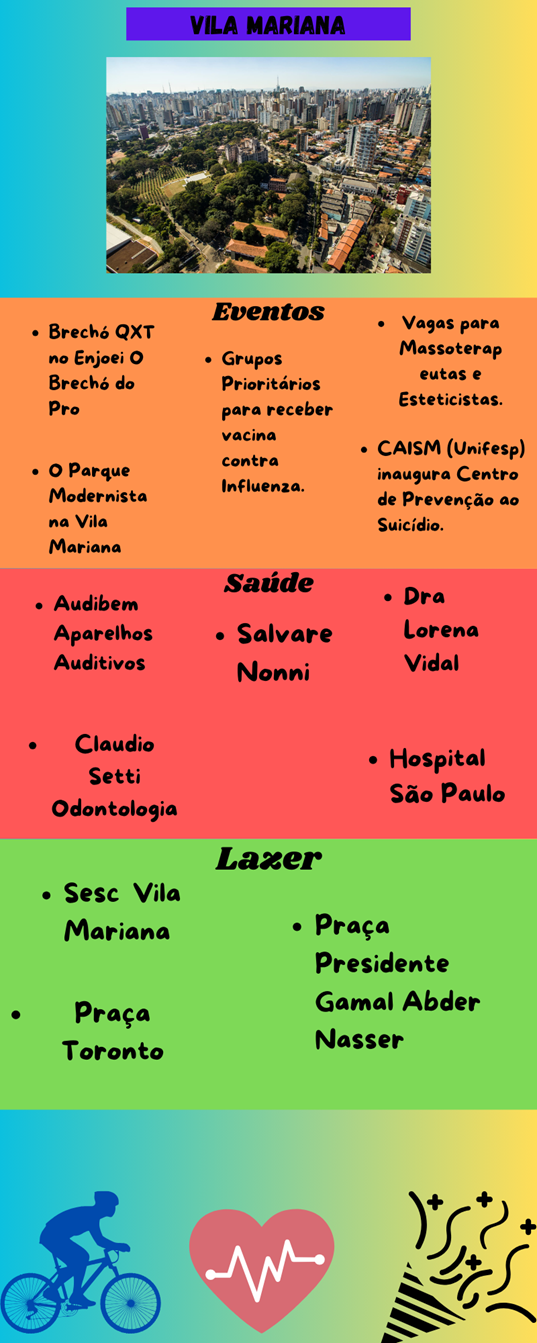 VILA MARIANA
Eventos
• Brechó QXT
no Enjoei O
Brechó do
Pro
• O Parque
Modernista
na Vila
Mariana
• Grupos
Prioritários
para receber
vacina
contra
Influenza.
• Vagas para
Massoterap
eutas e
Esteticistas.
• CAISM (Unifesp)
inaugura Centro
de Prevenção ao
Suicídio.
Saúde
• Audibem
Aparelhos
Auditivos
• Claudio
Setti
Odontologia
• Salvare
Nonni
• Dra
Lorena
Vidal
• Hospital
São Paulo
Lazer
• Sesc Vila
Mariana
• Praça
Toronto
• Praça
Presidente
Gamal Abder
Nasser